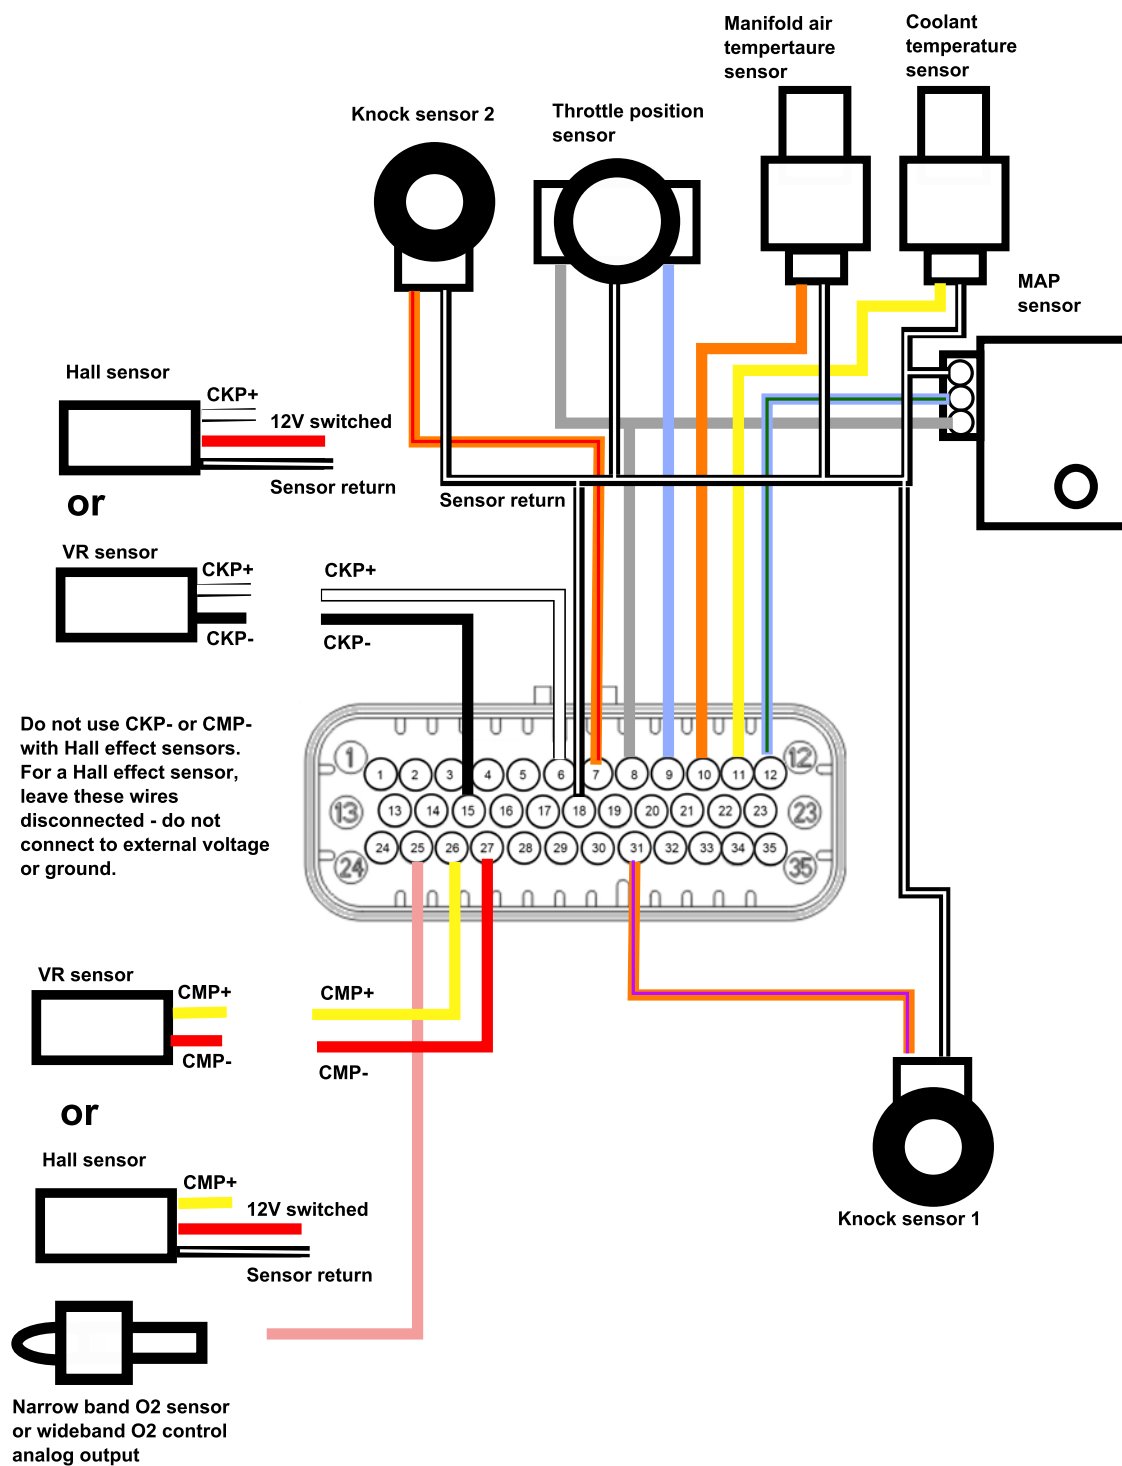 Manifold air
tempertaure
sensor
Coolant
temperature
sensor
Knock sensor 2
Throttle position
sensor
MAP
sensor
Hall sensor
CKP+
12V switched
Sensor return
or
Sensor return
VR sensor
CKP+
CKP-
CKP+
CKP-
Do not use CKP- or CMP-
with Hall effect sensors.
For a Hall effect sensor,
leave these wires
disconnected - do not
connect to external voltage
or ground.
1
12
1 2 3 4 5 6 7 8 9 10 11 12
13
23
13 14 15 16 17 18 19 20 21 22 23
24
35
24 25 26 27 28 29 30 31 32 33 34 35
VR sensor
CMP+
CMP-
CMP+
CMP-
or
Hall sensor
CMP+
12V switched
Sensor return
Knock sensor 1
Narrow band O2 sensor
or wideband O2 control
analog output